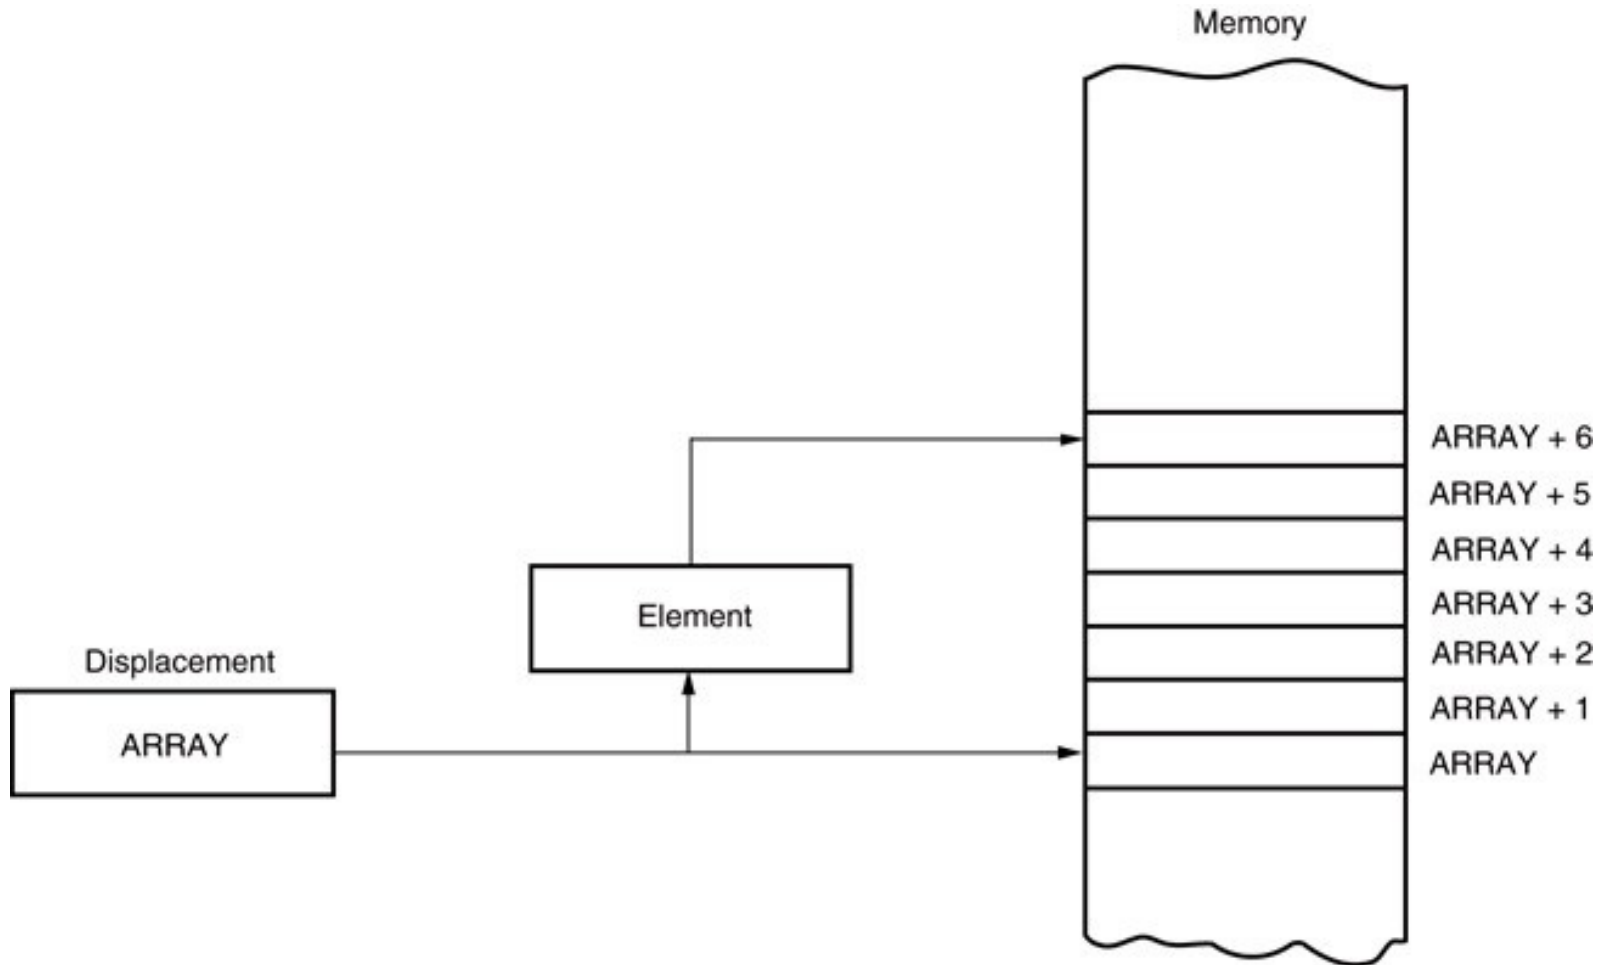 Memory
ARRAY + 6
ARRAY + 5
ARRAY + 4
Element
ARRAY + 3
Displacement
ARRAY + 2
ARRAY + 1
ARRAY
ARRAY